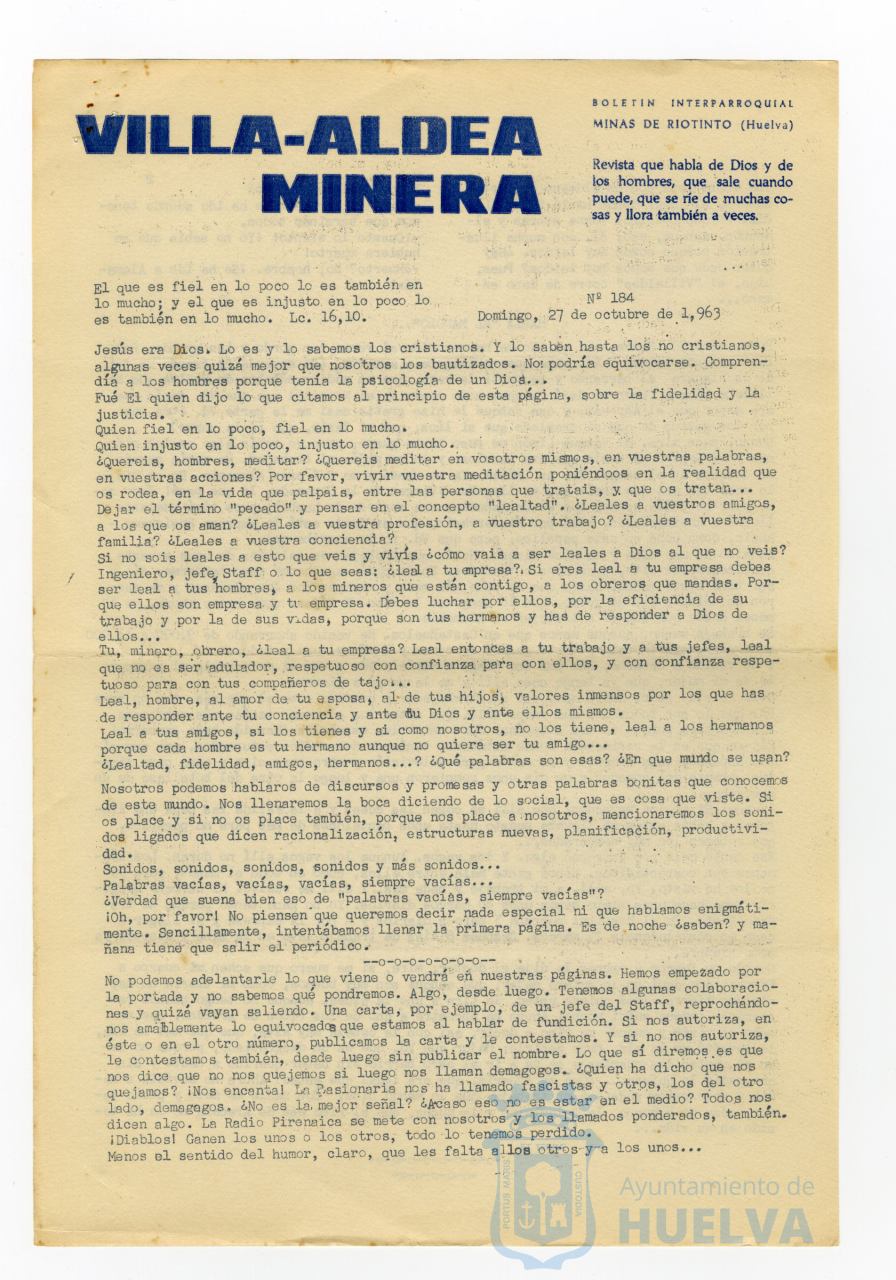 VILLA-ALDEA
MINERA
BOLETIN INTERPARROQUIAL
MINAS DE RIOTINTO (Huelva)
Revista que habla de Dios y de
los hombres, que sale cuando
puede, que se ríe de muchas co-
sas y llora también a veces.
El que es fiel en lo poco lo es también en
lo mucho; y el que es injusto en lo poco lo
es también en lo mucho. Lc. 16,10.
Nº 184
Domingo, 27 de octubre de 1,963
Jesús era Dios. Lo es y lo sabemos los cristianos. Y lo saben hasta los no cristianos,
algunas veces quizá mejor que nosotros los bautizados. No podría equivocarse. Compren-
día a los hombres porque tenía la psicología de un Dios...
Fué El quien dijo lo que citamos al principio de esta página, sobre la fidelidad y la
justicia.
Quien fiel en lo poco, fiel en lo mucho.
Quien injusto en lo poco, injusto en lo mucho.
¿Quereis, hombres, meditar? ¿Quereis meditar en vosotros mismos, en vuestras palabras,
en vuestras acciones? Por favor, vivir vuestra meditación poniéndoos en la realidad que
os rodea, en la vida que palpais, entre las personas que tratais, y que os tratan...
Dejar el término "pecado" y pensar en el concepto "lealtad". ¿Leales a vuestros amigos,
a los que os aman? ¿Leales a vuestra profesión, a vuestro trabajo? ¿Leales a vuestra
familia? ¿Leales a vuestra conciencia?
Si no sois leales a esto que veis y vivís ¿cómo vais a ser leales a Dios al que no veis?
Ingeniero, jefe Staff o lo que seas: ¿leal a tu empresa? Si eres leal a tu empresa debes
ser leal a tus hombres, a los mineros que están contigo, a los obreros que mandas. Por-
que ellos son empresa y tu empresa. Debes luchar por ellos, por la eficiencia de su
trabajo y por la de sus vidas, porque son tus hermanos y has de responder a Dios de
ellos...
Tu, minero, obrero, ¿leal a tu empresa? Leal entonces a tu trabajo y a tus jefes, leal
que no es ser adulador, respetuoso con confianza para con ellos, y con confianza respe-
tuoso para con tus compañeros de tajo...
Leal, hombre, al amor de tu esposa, al de tus hijos, valores inmensos por los que has
de responder ante tu conciencia y ante tu Dios y ante ellos mismos.
Leal a tus amigos, si los tienes y si como nosotros, no los tiene, leal a los hermanos
porque cada hombre es tu hermano aunque no quiera ser tu amigo...
¿Lealtad, fidelidad, amigos, hermanos...? ¿Qué palabras son esas? ¿En que mundo se usan?
Nosotros podemos hablaros de discursos y promesas y otras palabras bonitas que conocemos
de este mundo. Nos llenaremos la boca diciendo de lo social, que es cosa que viste. Si
os place y si no os place también, porque nos place a nosotros, mencionaremos los soni-
dos ligados que dicen racionalización, estructuras nuevas, planificación, productivi-
dad.
Sonidos, sonidos, sonidos, sonidos y más sonidos...
Palabras vacías, vacías, vacías, siempre vacías...
¿Verdad que suena bien eso de "palabras vacías, siempre vacías"?
¡Oh, por favor! No piensen que queremos decir nada especial ni que hablamos enigmáti-
mente. Sencillamente, intentábamos llenar la primera página. Es de noche ¿saben? y ma-
ñana tiene que salir el periódico.
--o-o-o-o-o-o-o--
No podemos adelantarle lo que viene o vendrá en nuestras páginas. Hemos empezado por
la portada y no sabemos qué pondremos. Algo, desde luego. Tenemos algunas colaboracio-
nes y quizá vayan saliendo. Una carta, por ejemplo, de un jefe del Staff, reprochándo-
nos amablemente lo equivocados que estamos al hablar de fundición. Si nos autoriza, en
éste o en el otro número, publicamos la carta y le contestamos. Y si no nos autoriza,
le contestamos también, desde luego sin publicar el nombre. Lo que sí diremos es que
nos dice que no nos quejemos si luego nos llaman demagogos. ¿Quien ha dicho que nos
quejamos? ¡Nos encanta! La Pasionaria nos ha llamado fascistas y otros, los del otro
lado, demagagos. ¿No es la mejor señal? ¿Acaso eso no es estar en el medio? Todos nos
dicen algo. La Radio Pirenaica se mete con nosotros y los llamados ponderados, también.
¡Diablos! Ganen los unos o los otros, todo lo tenemos perdido.
Menos el sentido del humor, claro, que les falta a los otros y a los unos...
PORTUS MARIS
I CUSTODIA
Ayuntamiento de
HUELVA